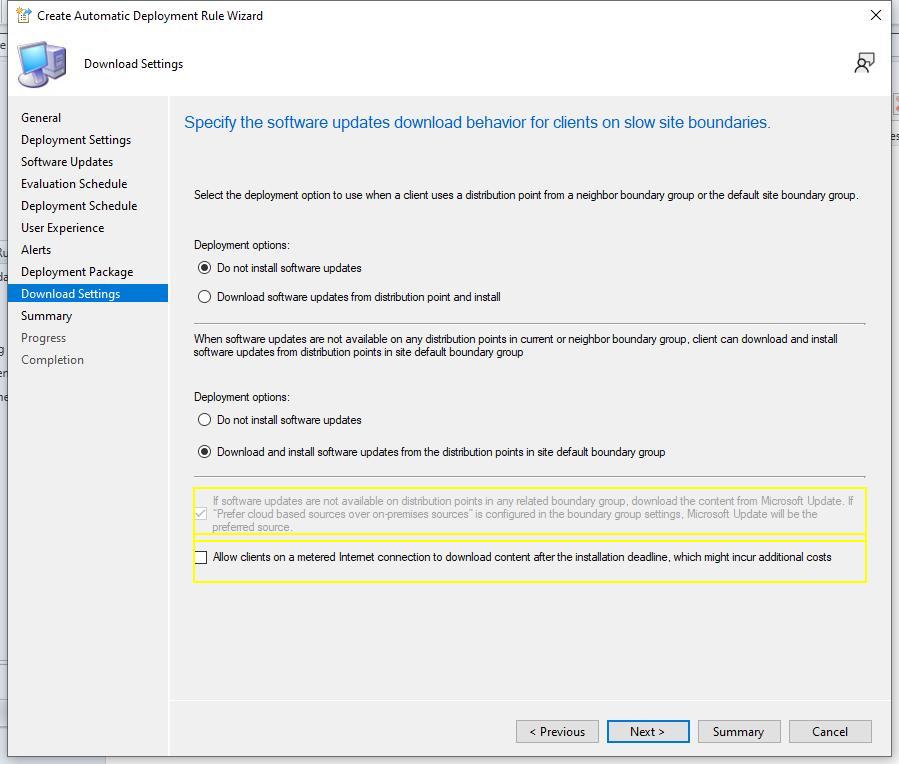 Create Automatic Deployment Rule Wizard
Download Settings
General
Deployment Settings
Software Updates
Evaluation Schedule
Deployment Schedule
User Experience
Alerts
Deployment Package
Download Settings
Summary
Progress
Completion
Specify the software updates download behavior for clients on slow site boundaries.
Select the deployment option to use when a client uses a distribution point from a neighbor boundary group or the default site boundary group.
Deployment options:
Do not install software updates
Download software updates from distribution point and install
When software updates are not available on any distribution points in current or neighbor boundary group, client can download and install
software updates from distribution points in site default boundary group
Deployment options:
Do not install software updates
Download and install software updates from the distribution points in site default boundary group
If software updates are not available on distribution points in any related boundary group, download the content from Microsoft Update. If
"Prefer cloud based sources over on-premises sources" is configured in the boundary group settings, Microsoft Update will be the
preferred source.
Allow clients on a metered Internet connection to download content after the installation deadline, which might incur additional costs
< Previous
Next >
Summary
Cancel